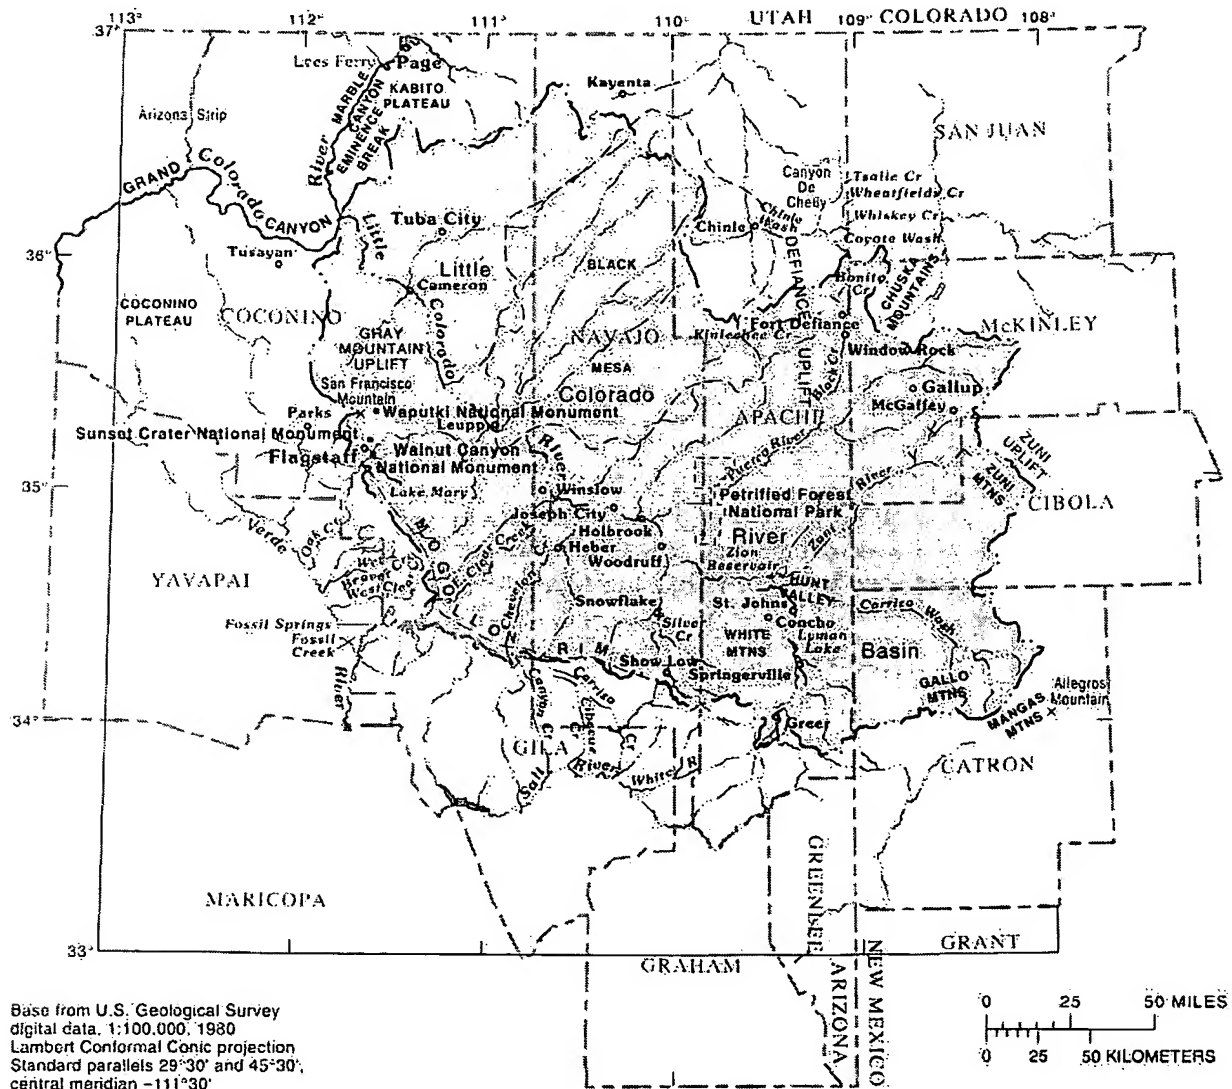 113° 112° 111° 110° UTAH 109° COLORADO 108°
37°
Lees Ferry
Page
Kayenta
KAIBITO
PLATEAU
MARBLE
CANYON
EMINENCE
BREAK
River
Arizona Strip
SAN JUAN
GRAND
Colorado
CANYON
Canyon
De
Chelly
Tsaile Cr
Wheatfields Cr
Whiskey Cr
Coyote Wash
Chinle
Chinle
Wash
Tuba City
Little
Tusayan
36°
Little
Cameron
BLACK
DEFIANCE
UPLIFT
Bonito
Cr
CHUSKA
MOUNTAINS
COCONINO
PLATEAU
COCONINO
Colorado
NAVAJO
Fort Defiance
Kinlechee Cr
McKINLEY
GRAY
MOUNTAIN
UPLIFT
Window Rock
MESA
Black Cr
San Francisco
Mountain
Colorado
Gallup
APACHE
McGaffey
Parks
Waputki National Monument
Leupp
Sunset Crater National Monument
River
Puerco River
ZUNI
UPLIFT
Flagstaff
Walnut Canyon
National Monument
ZUNI
MTNS
35°
Lake Mary
Winslow
Petrified Forest
National Park
River
CIBOLA
Joseph City
Holbrook
River
Zuni
Verde
Oak Cr
MOGOLLON
Clear Creek
Heber
Woodruff
Zion
Reservoir
YAVAPAI
Wet
Beaver Cr
West Clear Cr
Chevelon
HUNT
VALLEY
Snowflake
St. Johns
Carrizo Wash
Fossil Springs
Fossil
Creek
Silver
Cr
Concho
WHITE
MTNS
Lyman
Lake
Basin
RIM
Show Low
Springerville
River
Canyon
Cr
Carrizo
Cr
Cibecue
Cr
GALLO
MTNS
Allegros
Mountain
MANGAS
MTNS
34°
Greer
GILA
Salt
River
White R
CATRON
MARICOPA
GREENLEE
33°
GRAHAM
GRANT
ARIZONA
NEW MEXICO
Base from U.S. Geological Survey
digital data, 1:100,000, 1980
Lambert Conformal Conic projection
Standard parallels 29°30' and 45°30',
central meridian –111°30'
0 25 50 MILES
0 25 50 KILOMETERS